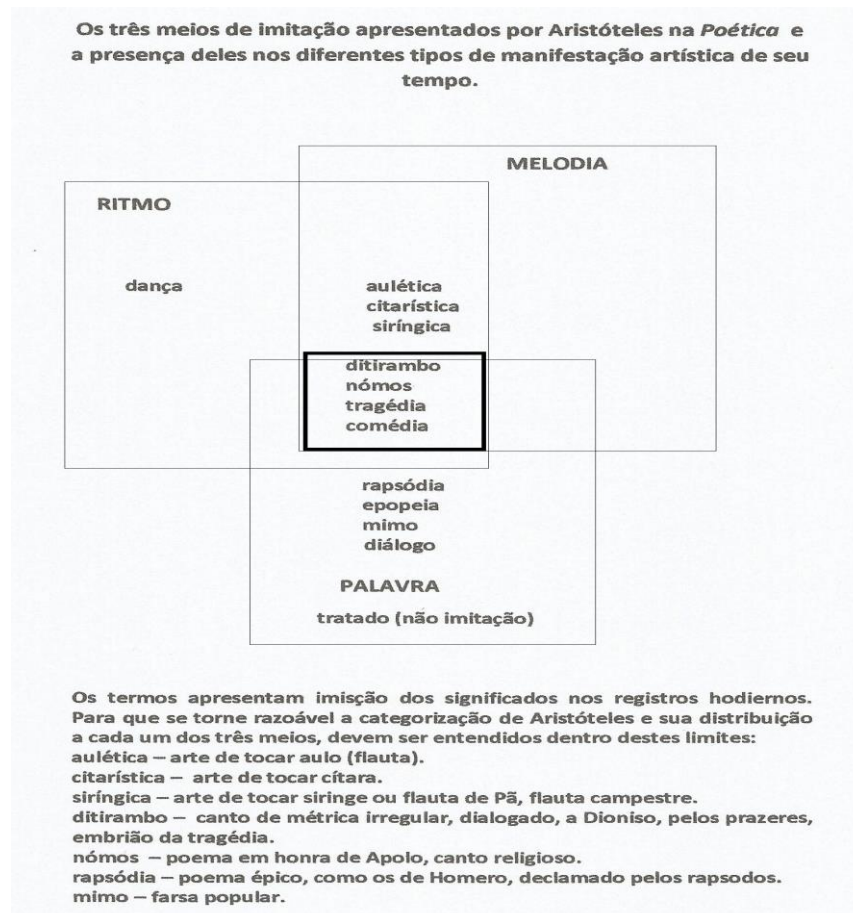 Os três meios de imitação apresentados por Aristóteles na Poética e
a presença deles nos diferentes tipos de manifestação artística de seu
tempo.
MELODIA
RITMO
dança
aulética
citarística
siríngica
ditirambo
nómos
tragédia
comédia
rapsódia
epopeia
mimo
diálogo
PALAVRA
tratado (não imitação)
Os termos apresentam imisção dos significados nos registros hodiernos.
Para que se torne razoável a categorização de Aristóteles e sua distribuição
a cada um dos três meios, devem ser entendidos dentro destes limites:
aulética – arte de tocar aulo (flauta).
citarística – arte de tocar cítara.
siríngica – arte de tocar siringe ou flauta de Pã, flauta campestre.
ditirambo – canto de métrica irregular, dialogado, a Dioniso, pelos prazeres,
embrião da tragédia.
nómos – poema em honra de Apolo, canto religioso.
rapsódia – poema épico, como os de Homero, declamado pelos rapsodos.
mimo – farsa popular.